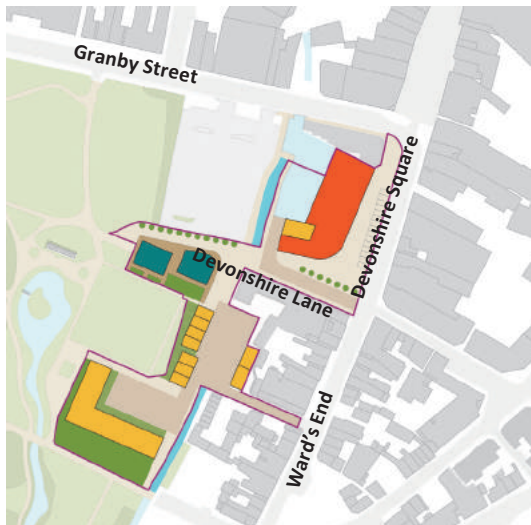 Granby Street
Devonshire Square
Devonshire Lane
Ward's End